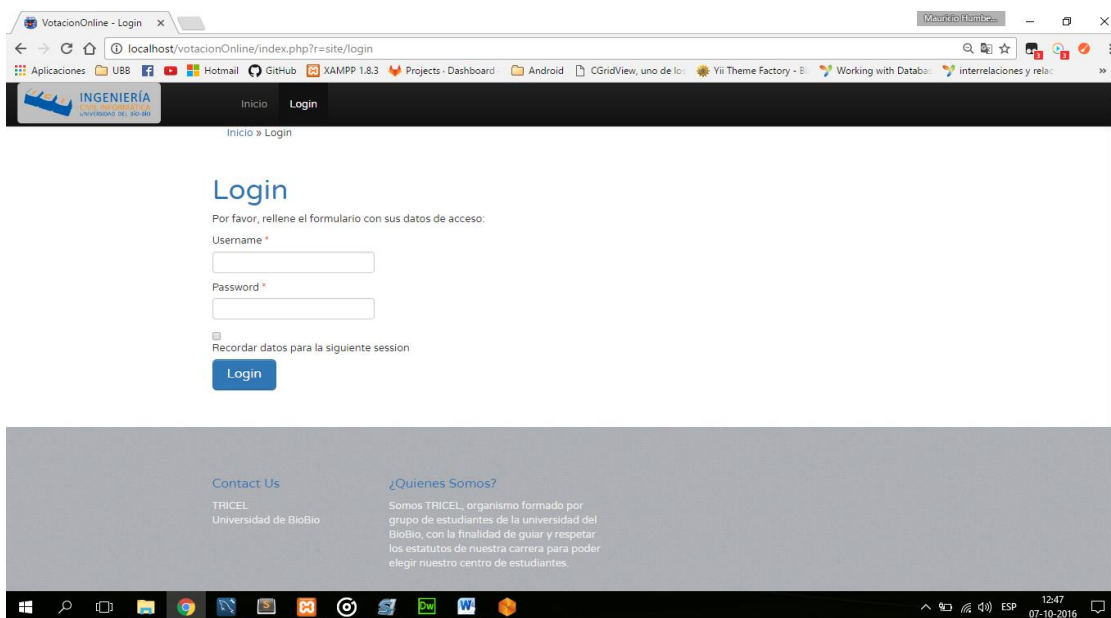 VotacionOnline - Login
localhost/votacionOnline/index.php?r=site/login
Aplicaciones UBB Hotmail GitHub XAMPP 1.8.3 Projects · Dashboard Android CGridView, uno de los Yii Theme Factory - B Working with Databa interrelaciones y relac »
INGENIERÍA
CIVIL INFORMÁTICA
UNIVERSIDAD DEL BÍO-BÍO
Inicio Login
Inicio » Login
Login
Por favor, rellene el formulario con sus datos de acceso:
Username *
Password *
Recordar datos para la siguiente session
Login
Contact Us
TRICEL
Universidad de BioBio
¿Quienes Somos?
Somos TRICEL, organismo formado por
grupo de estudiantes de la universidad del
BioBio, con la finalidad de guiar y respetar
los estatutos de nuestra carrera para poder
elegir nuestro centro de estudiantes.
ESP
12:47
07-10-2016